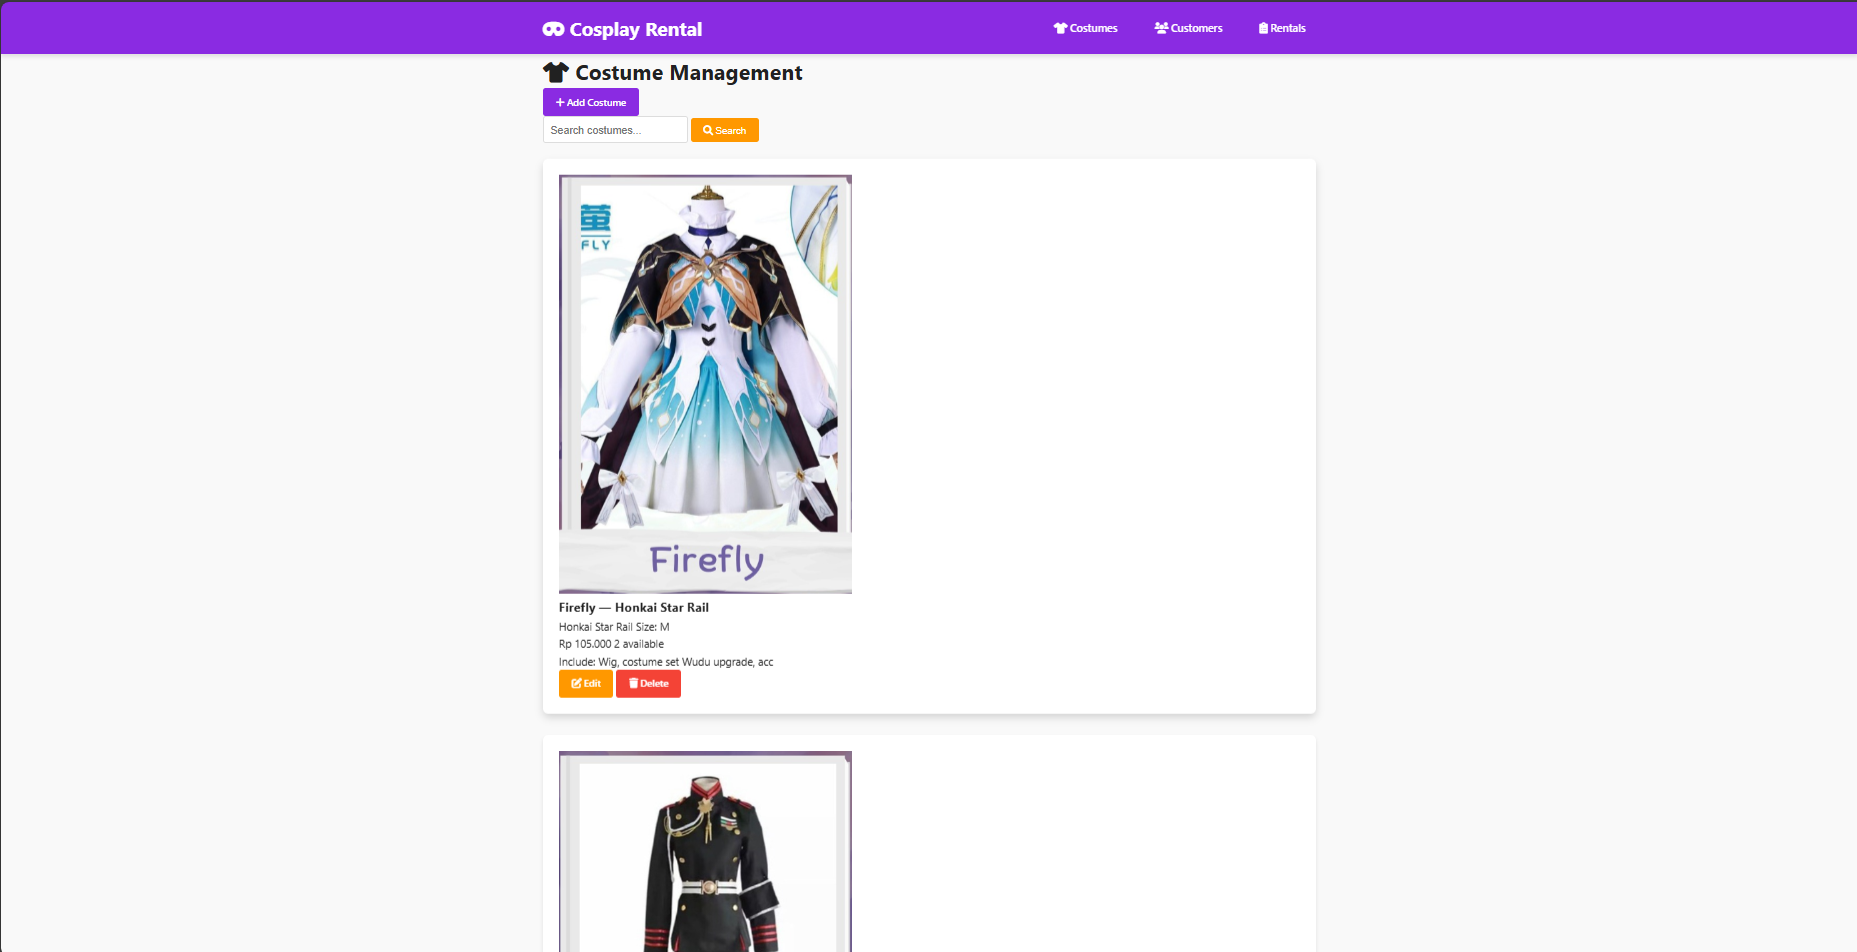 Cosplay Rental
Costumes
Customers
Rentals
Costume Management
+ Add Costume
Search costumes...
Search
萤
FLY
Firefly
Firefly — Honkai Star Rail
Honkai Star Rail Size: M
Rp 105.000 2 available
Include: Wig, costume set Wudu upgrade, acc
Edit
Delete